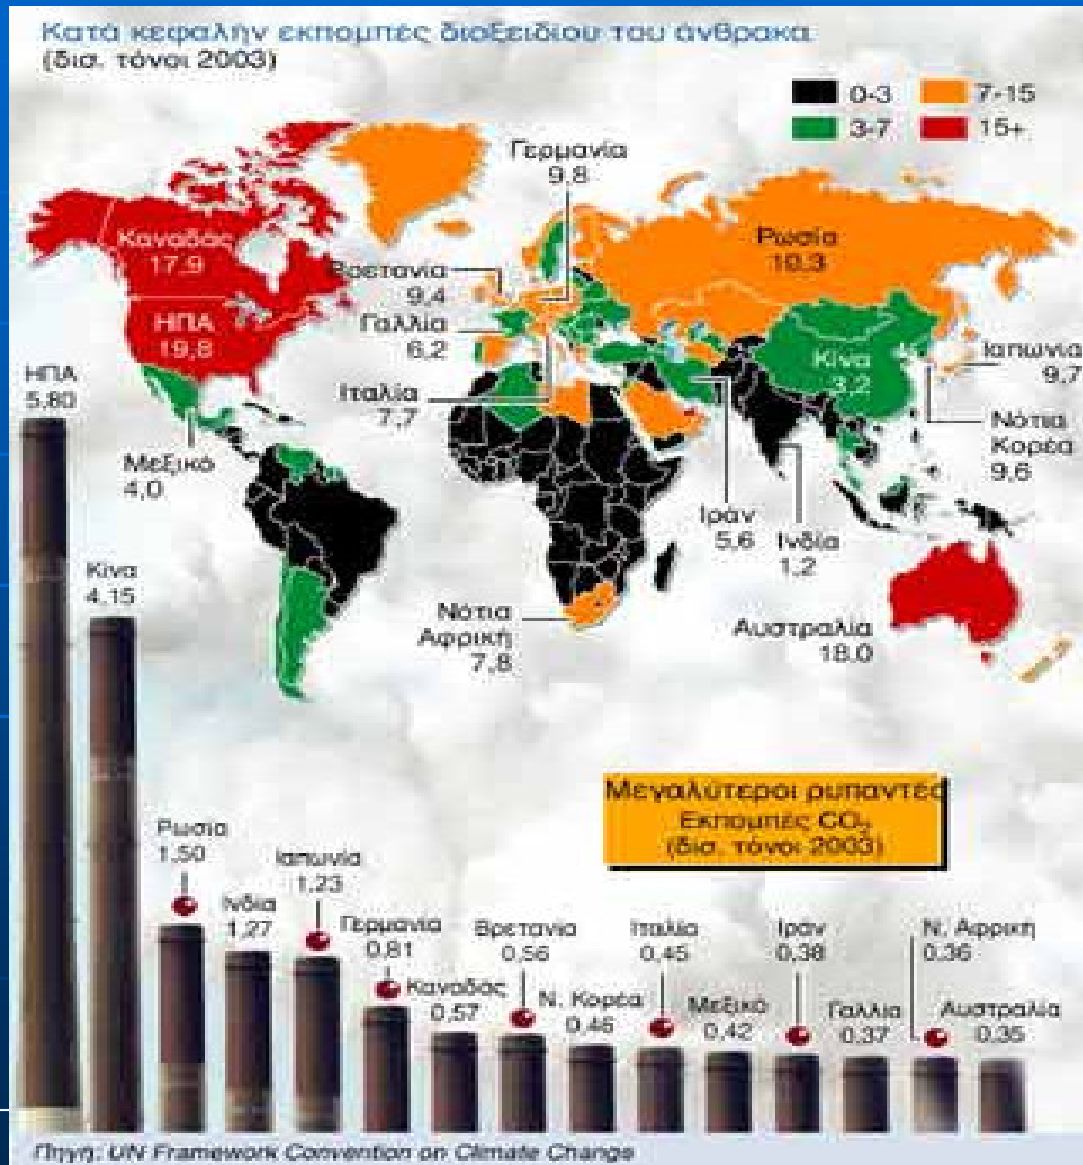 Κατά κεφαλήν εκπομπές διοξειδίου του άνθρακα
(δισ. τόνοι 2003)
0-3
7-15
3-7
15+
Γερμανία
9,8
Καναδάς
17,9
Βρετανία
9,4
Ρωσία
10,3
ΗΠΑ
19,8
Γαλλία
6,2
Κίνα
3,2
Ιαπωνία
9,7
Ιταλία
7,7
Νότια
Κορέα
9,6
Μεξικό
4,0
Ιράν
5,6
Ινδία
1,2
Νότια
Αφρική
7,8
Αυστραλία
18,0
Μεγαλύτεροι ρυπαντές
Εκπομπές CO₂
(δισ. τόνοι 2003)
ΗΠΑ
5,80
Κίνα
4,15
Ρωσία
1,50
Ινδία
1,27
Ιαπωνία
1,23
Γερμανία
0,81
Καναδάς
0,57
Βρετανία
0,56
Ν. Κορέα
0,46
Ιταλία
0,45
Μεξικό
0,42
Ιράν
0,38
Γαλλία
0,37
Ν. Αφρική
0,36
Αυστραλία
0,35
Πηγή: UN Framework Convention on Climate Change